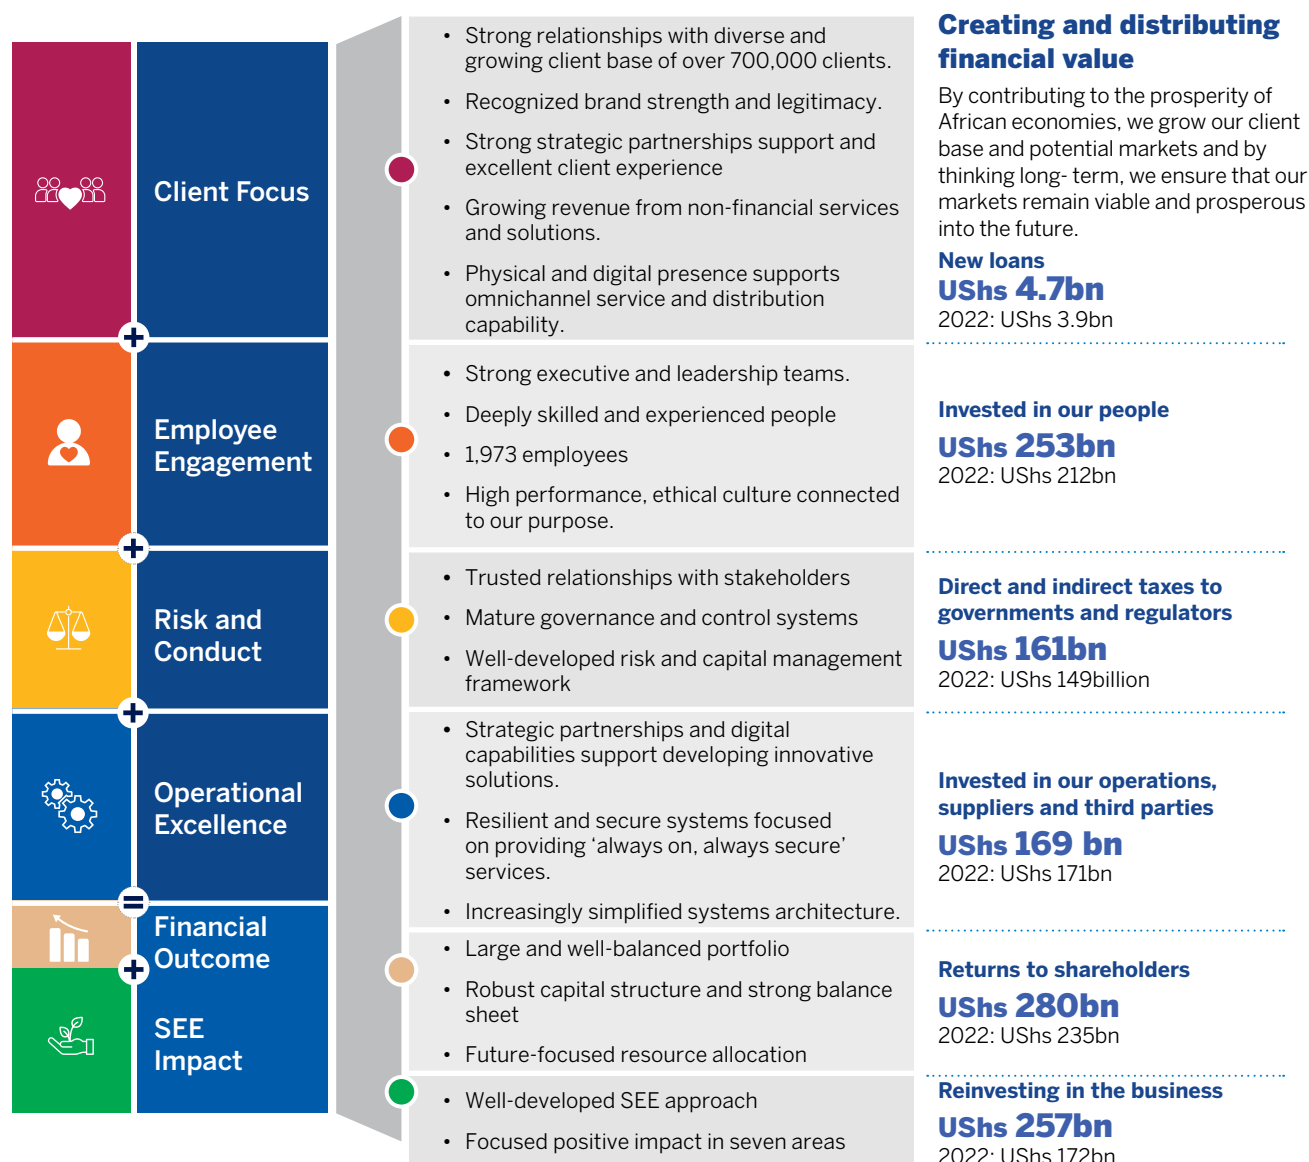 Client Focus
+
Employee
Engagement
+
Risk and
Conduct
+
Operational
Excellence
=
Financial
Outcome
+
SEE
Impact
• Strong relationships with diverse and
growing client base of over 700,000 clients.
• Recognized brand strength and legitimacy.
• Strong strategic partnerships support and
excellent client experience
• Growing revenue from non-financial services
and solutions.
• Physical and digital presence supports
omnichannel service and distribution
capability.
• Strong executive and leadership teams.
• Deeply skilled and experienced people
• 1,973 employees
• High performance, ethical culture connected
to our purpose.
• Trusted relationships with stakeholders
• Mature governance and control systems
• Well-developed risk and capital management
framework
• Strategic partnerships and digital
capabilities support developing innovative
solutions.
• Resilient and secure systems focused
on providing ‘always on, always secure’
services.
• Increasingly simplified systems architecture.
• Large and well-balanced portfolio
• Robust capital structure and strong balance
sheet
• Future-focused resource allocation
• Well-developed SEE approach
• Focused positive impact in seven areas
Creating and distributing
financial value
By contributing to the prosperity of
African economies, we grow our client
base and potential markets and by
thinking long- term, we ensure that our
markets remain viable and prosperous
into the future.
New loans
UShs 4.7bn
2022: UShs 3.9bn
Invested in our people
UShs 253bn
2022: UShs 212bn
Direct and indirect taxes to
governments and regulators
UShs 161bn
2022: UShs 149billion
Invested in our operations,
suppliers and third parties
UShs 169 bn
2022: UShs 171bn
Returns to shareholders
UShs 280bn
2022: UShs 235bn
Reinvesting in the business
UShs 257bn
2022: UShs 172bn